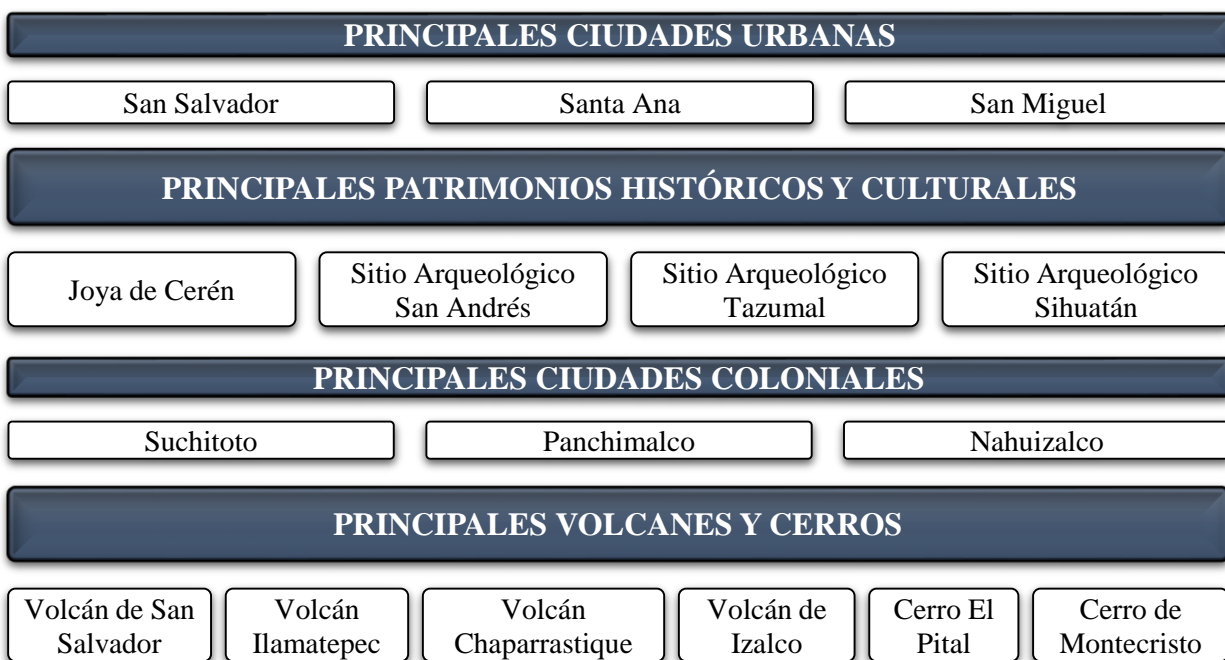 PRINCIPALES CIUDADES URBANAS
San Salvador
Santa Ana
San Miguel
PRINCIPALES PATRIMONIOS HISTÓRICOS Y CULTURALES
Joya de Cerén
Sitio Arqueológico
San Andrés
Sitio Arqueológico
Tazumal
Sitio Arqueológico
Sihuatán
PRINCIPALES CIUDADES COLONIALES
Suchitoto
Panchimalco
Nahuizalco
PRINCIPALES VOLCANES Y CERROS
Volcán de San
Salvador
Volcán
Ilamatepec
Volcán
Chaparrastique
Volcán de
Izalco
Cerro El
Pital
Cerro de
Montecristo